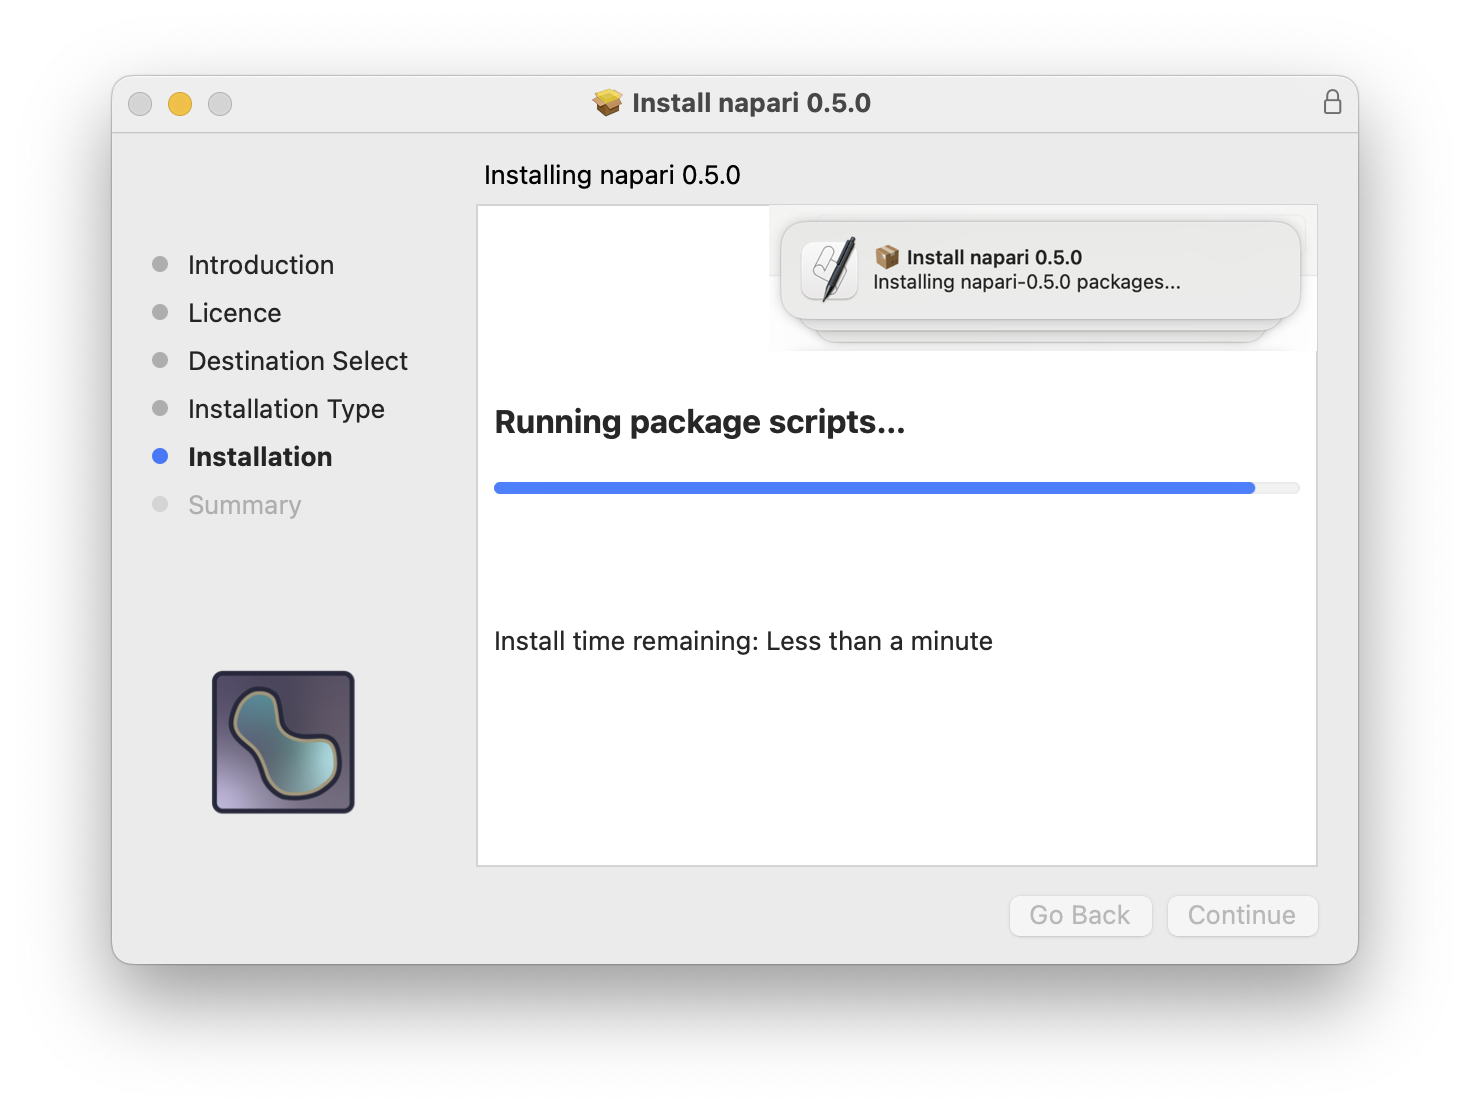 Install napari 0.5.0
Installing napari 0.5.0
Introduction
Licence
Destination Select
Installation Type
Installation
Summary
Install napari 0.5.0
Installing napari-0.5.0 packages...
Running package scripts...
Install time remaining: Less than a minute
Go Back
Continue